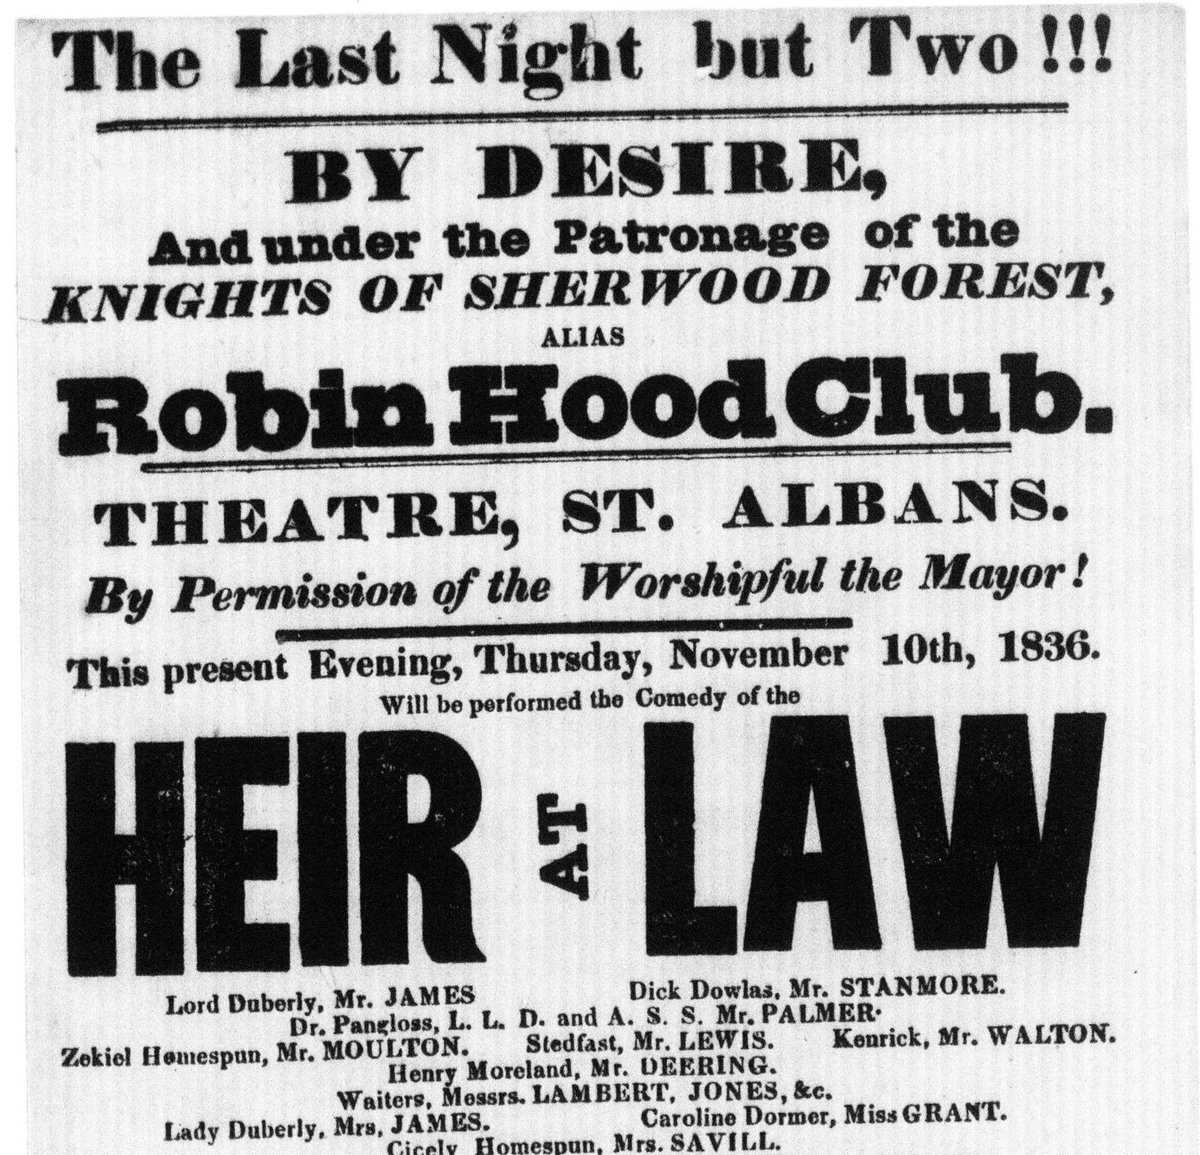 The Last Night but Two!!!
BY DESIRE,
And under the Patronage of the
KNIGHTS OF SHERWOOD FOREST,
ALIAS
Robin Hood Club.
THEATRE, ST. ALBANS.
By Permission of the Worshipful the Mayor!
This present Evening, Thursday, November 10th, 1836.
Will be performed the Comedy of the
HEIR AT LAW
Lord Duberly, Mr. JAMES Dick Dowlas, Mr. STANMORE.
Dr. Pangloss, L. L. D. and A. S. S. Mr. PALMER·
Zekiel Homespun, Mr. MOULTON. Stedfast, Mr. LEWIS. Kenrick, Mr. WALTON.
Henry Moreland, Mr. DEERING.
Waiters, Messrs. LAMBERT, JONES, &c.
Lady Duberly, Mrs, JAMES. Caroline Dormer, Miss GRANT.
Cicely Homespun, Mrs. SAVILL.